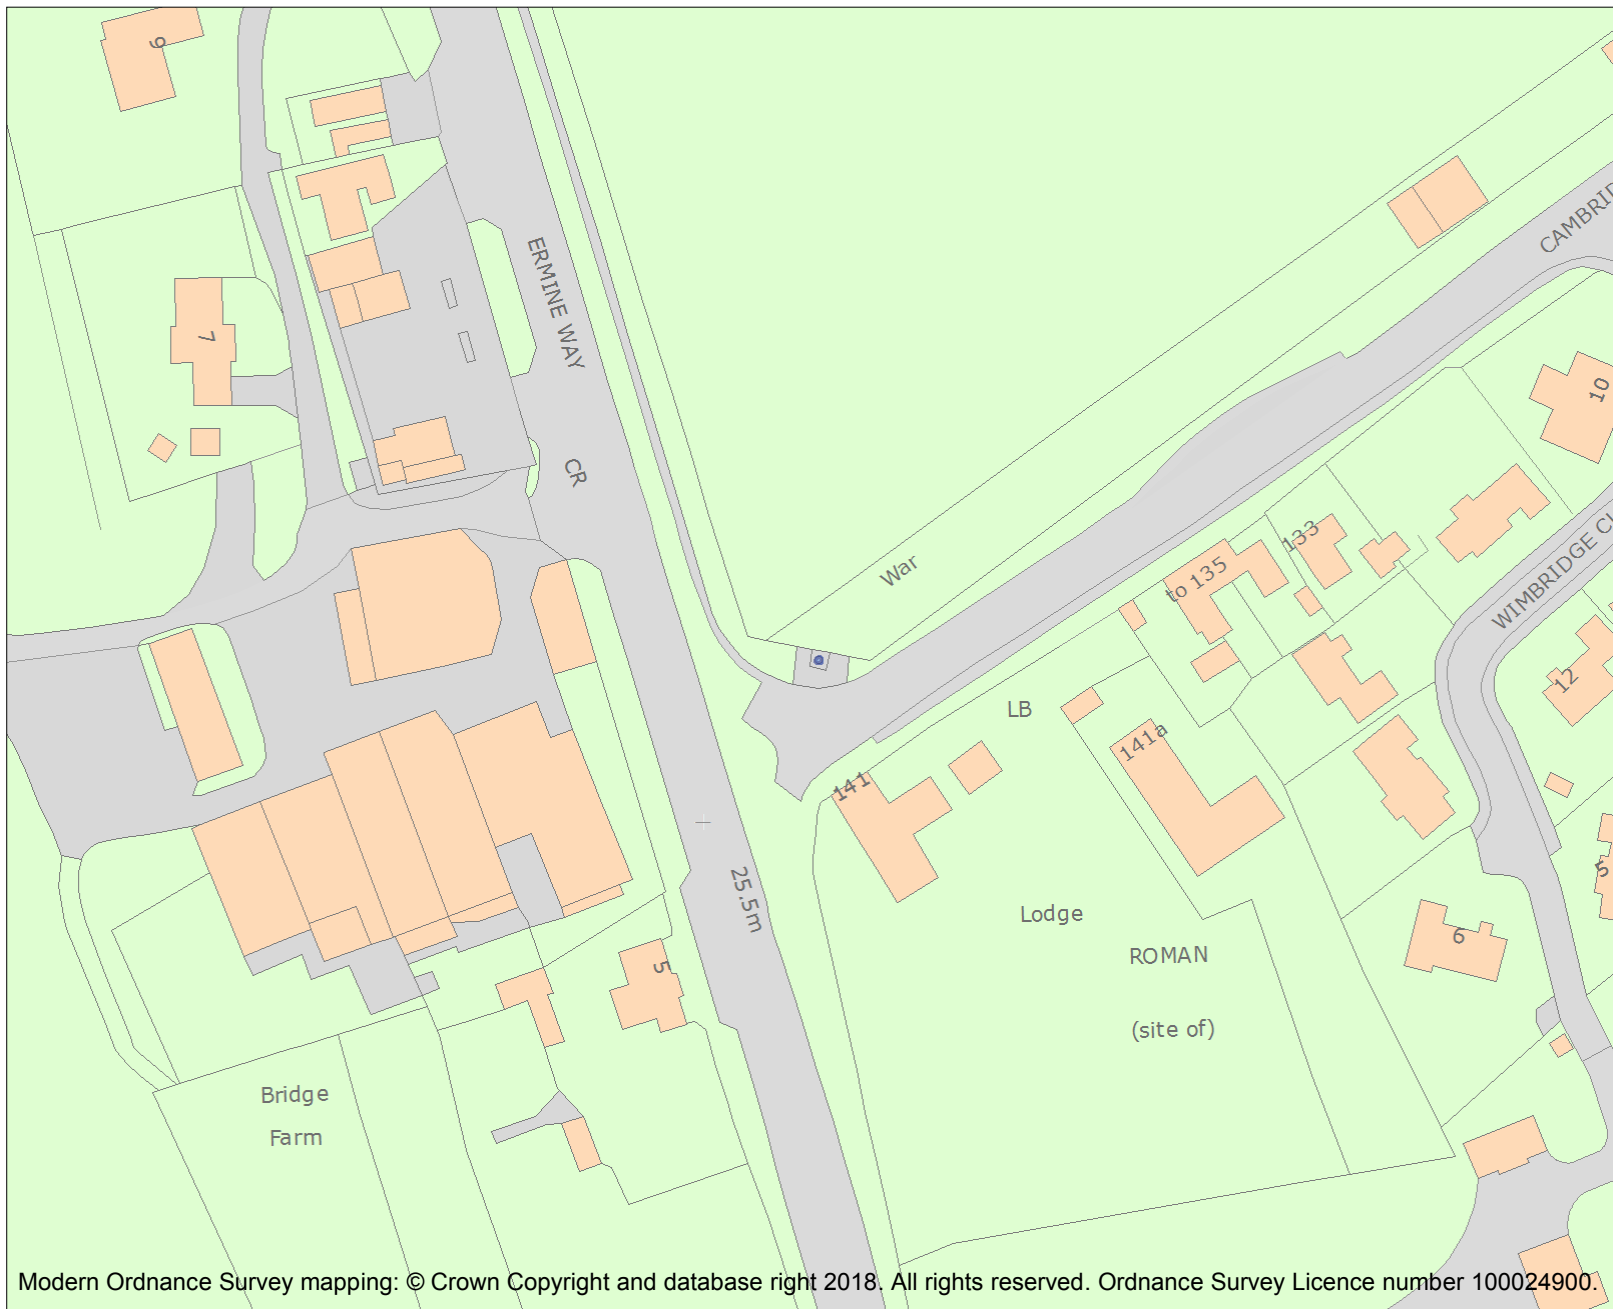 9
ERMINE WAY
CAMBRID
7
10
CR
133
War
to 135
WIMBRIDGE CL
12
LB
141a
141
25.5m
5
Lodge
6
ROMAN
5
(site of)
Bridge
Farm
Modern Ordnance Survey mapping: © Crown Copyright and database right 2018. All rights reserved. Ordnance Survey Licence number 100024900.